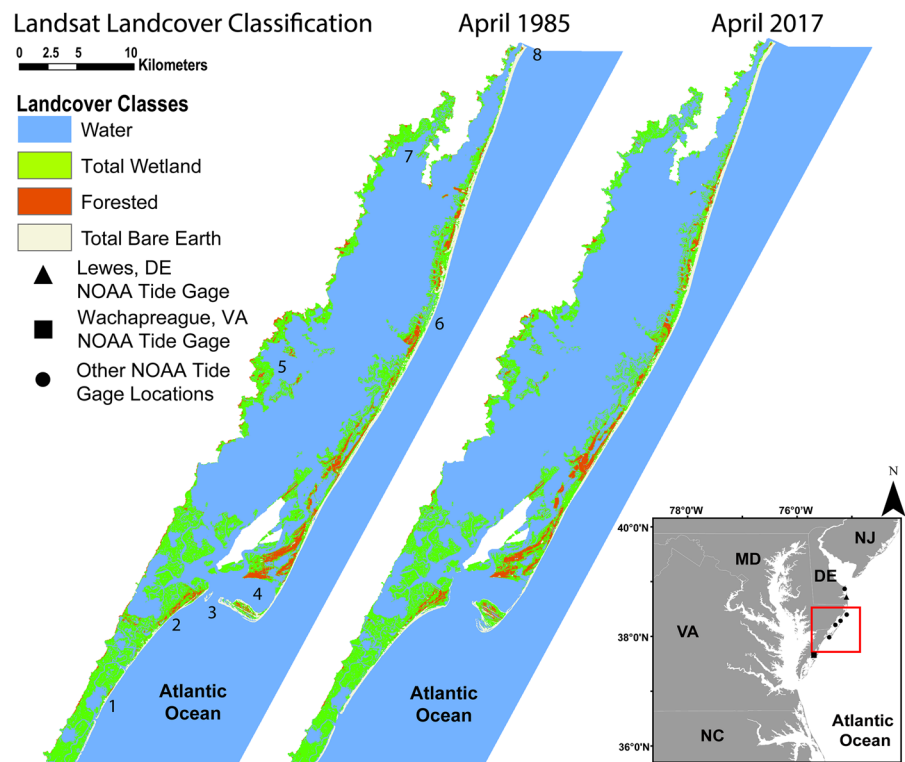 Landsat Landcover Classification
April 1985
April 2017
0 2.5 5 10
Kilometers
Landcover Classes
Water
Total Wetland
Forested
Total Bare Earth
Lewes, DE
NOAA Tide Gage
Wachapreague, VA
NOAA Tide Gage
Other NOAA Tide
Gage Locations
8
7
6
5
4
3
2
1
Atlantic
Ocean
Atlantic
Ocean
N
78°0'W
76°0'W
40°0'N
38°0'N
36°0'N
NJ
MD
DE
VA
NC
Atlantic
Ocean